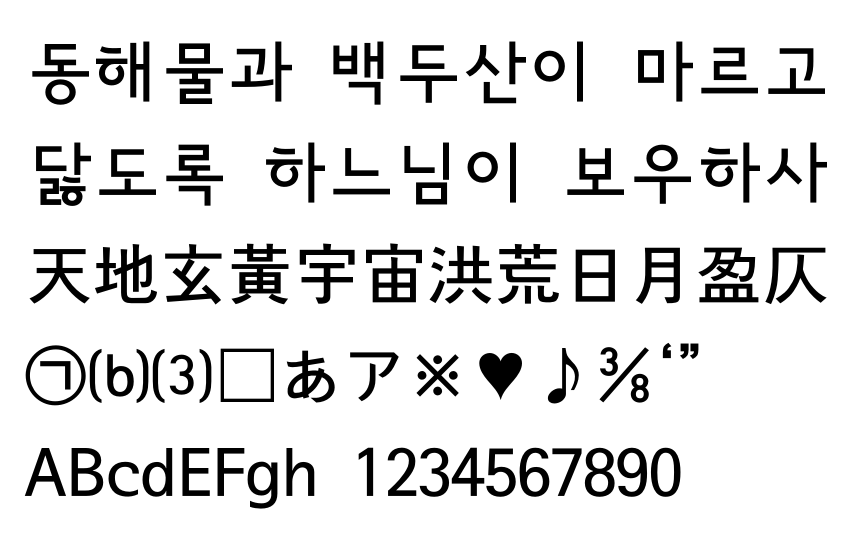 동해물과 백두산이 마르고
닳도록 하느님이 보우하사
天地玄黃宇宙洪荒日月盈仄
㉠⒝⑶□あア※♥♪⅜‘”
ABcdEFgh 1234567890